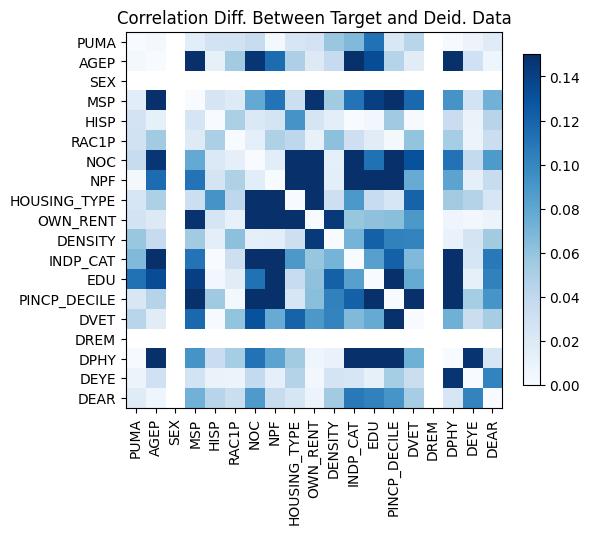 Correlation Diff. Between Target and Deid. Data
PUMA
AGEP
SEX
MSP
HISP
RAC1P
NOC
NPF
HOUSING_TYPE
OWN_RENT
DENSITY
INDP_CAT
EDU
PINCP_DECILE
DVET
DREM
DPHY
DEYE
DEAR
0.14
0.12
0.10
0.08
0.06
0.04
0.02
0.00
PUMA
AGEP
SEX
MSP
HISP
RAC1P
NOC
NPF
HOUSING_TYPE
OWN_RENT
DENSITY
INDP_CAT
EDU
PINCP_DECILE
DVET
DREM
DPHY
DEYE
DEAR